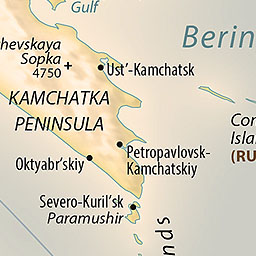 Gulf
hevskaya
Sopka
4750
Berin
Ust'-Kamchatsk
KAMCHATKA
PENINSULA
Co
Isla
(RU
Oktyabr'skiy
Petropavlovsk-
Kamchatskiy
Severo-Kuril'sk
Paramushir
nds